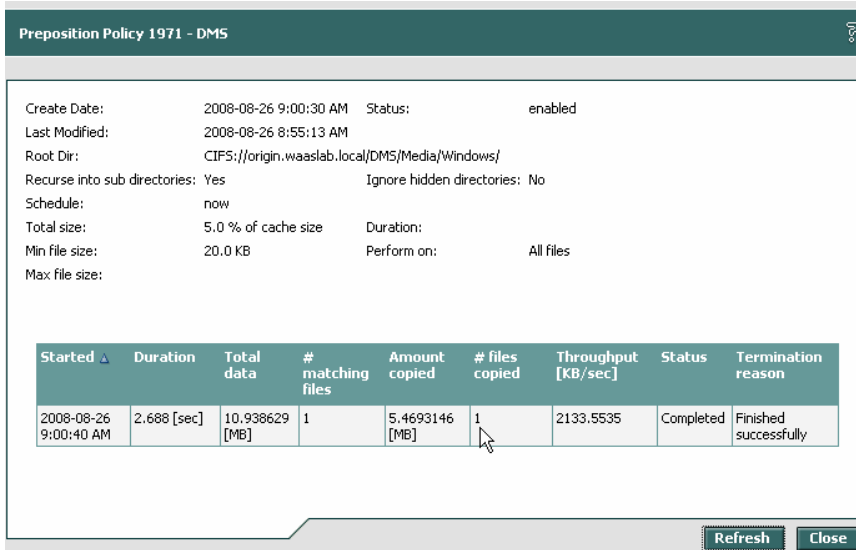 Preposition Policy 1971 - DMS
Create Date: 2008-08-26 9:00:30 AM Status: enabled
Last Modified: 2008-08-26 8:55:13 AM
Root Dir: CIFS://origin.waaslab.local/DMS/Media/Windows/
Recurse into sub directories: Yes Ignore hidden directories: No
Schedule: now
Total size: 5.0 % of cache size Duration:
Min file size: 20.0 KB Perform on: All files
Max file size:
Started Duration Total data # matching files Amount copied # files copied Throughput [KB/sec] Status Termination reason
2008-08-26 9:00:40 AM 2.688 [sec] 10.938629 [MB] 1 5.4693146 [MB] 1 2133.5535 Completed Finished successfully
Refresh Close